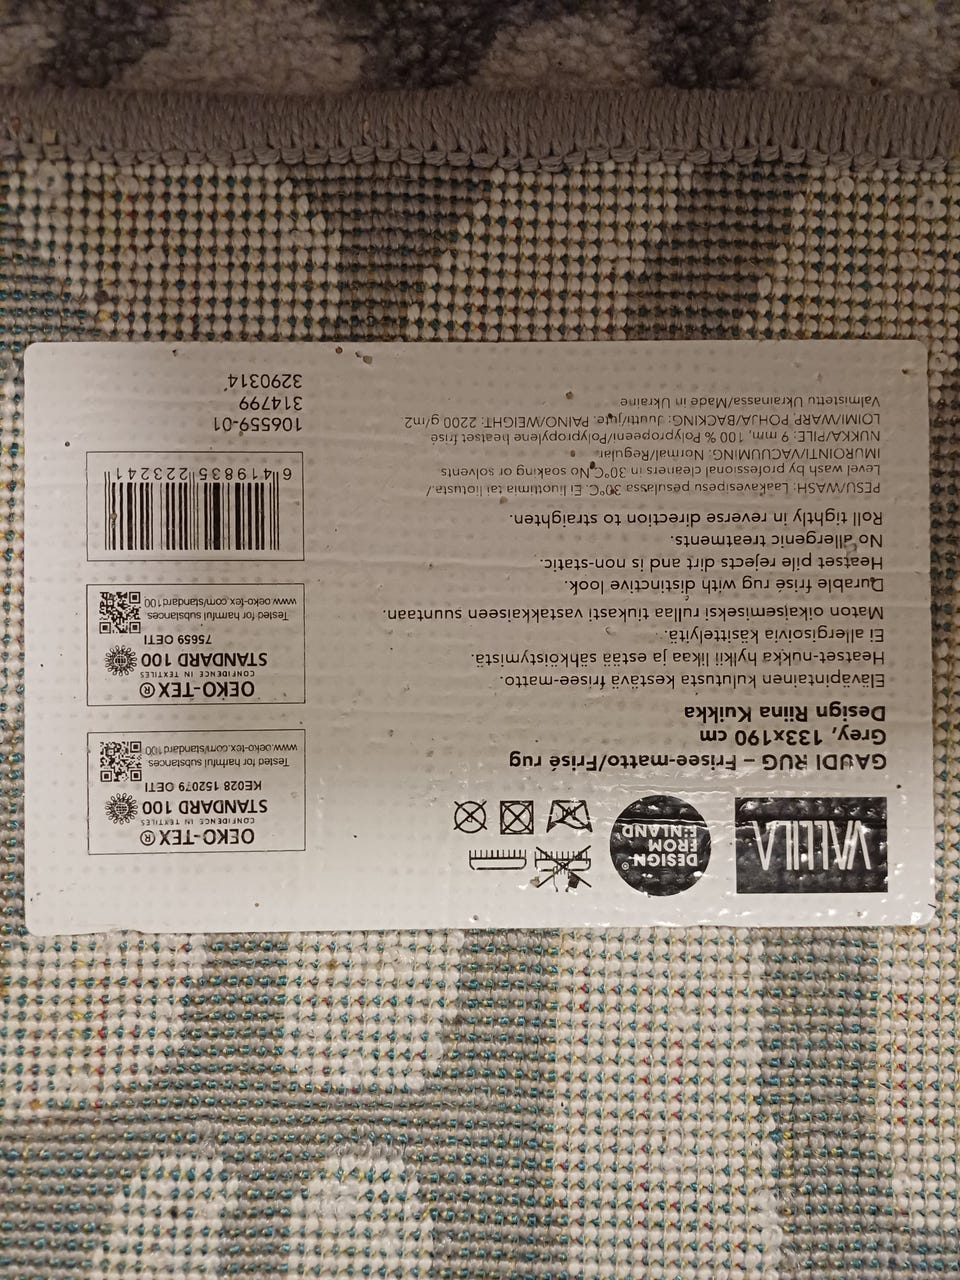 VALLILA
DESIGN
FROM
FINLAND®
GAUDI RUG – Frisee-matto/Frisé rug
Grey, 133x190 cm
Design Riina Kuikka
Eläväpintainen kulutusta kestävä frisee-matto.
Heatset-nukka hylkii likaa ja estää sähköistymistä.
Ei allergisoivia käsittelyitä.
Maton oikaisemiseksi rullaa tiukasti vastakkaiseen suuntaan.
Durable frisé rug with distinctive look.
Heatset pile rejects dirt and is non-static.
No allergenic treatments.
Roll tightly in reverse direction to straighten.
PESU/WASH: Laakavesipesu pesulassa 30°C. Ei liuotumia tai liotusta./
Level wash by professional cleaners in 30°C. No soaking or solvents
IMUROINTI/VACUUMING: Normal/Regular
NUKKA/PILE: 9 mm, 100 % Polypropeeni/Polypropylene heatset frisé
LOIMI/WARP, POHJA/BACKING: Juutti/jute. PAINO/WEIGHT: 2200 g/m2
Valmistettu Ukrainassa/Made in Ukraine
OEKO-TEX®
CONFIDENCE IN TEXTILES
STANDARD 100
KE028 152079 OETI
Tested for harmful substances.
www.oeko-tex.com/standard100
OEKO-TEX®
CONFIDENCE IN TEXTILES
STANDARD 100
75659 OETI
Tested for harmful substances.
www.oeko-tex.com/standard100
6 419835 223241
106559-01
314799
3290314